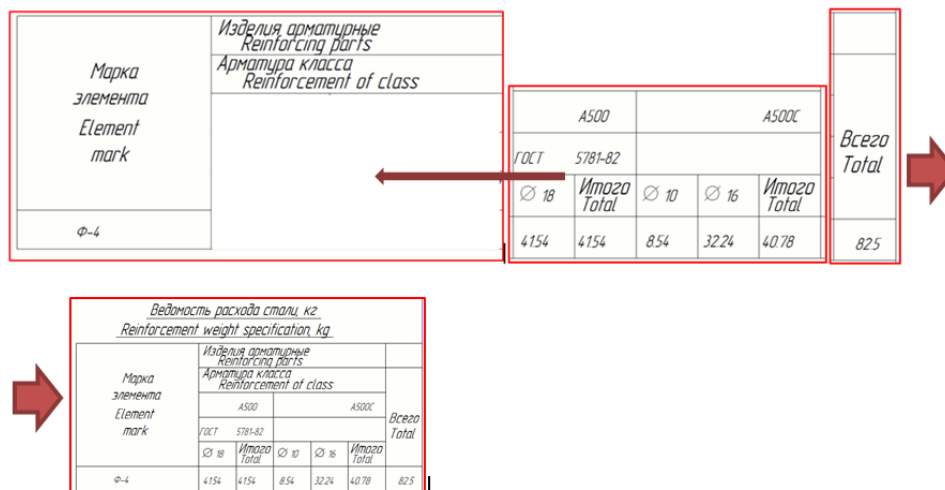 Марка
элемента
Element
mark
Изделия арматурные
Reinforcing parts
Арматура класса
Reinforcement of class
Ф-4
A500 A500C
ГОСТ 5781-82
∅ 18 Итого Total ∅ 10 ∅ 16 Итого Total
41.54 41.54 8.54 32.24 40.78
Всего
Total
82.5
Ведомость расхода стали, кг
Reinforcement weight specification, kg
Марка
элемента
Element
mark
Изделия арматурные
Reinforcing parts
Арматура класса
Reinforcement of class
A500 A500C
ГОСТ 5781-82
∅ 18 Итого Total ∅ 10 ∅ 16 Итого Total
Всего
Total
Ф-4 41.54 41.54 8.54 32.24 40.78 82.5